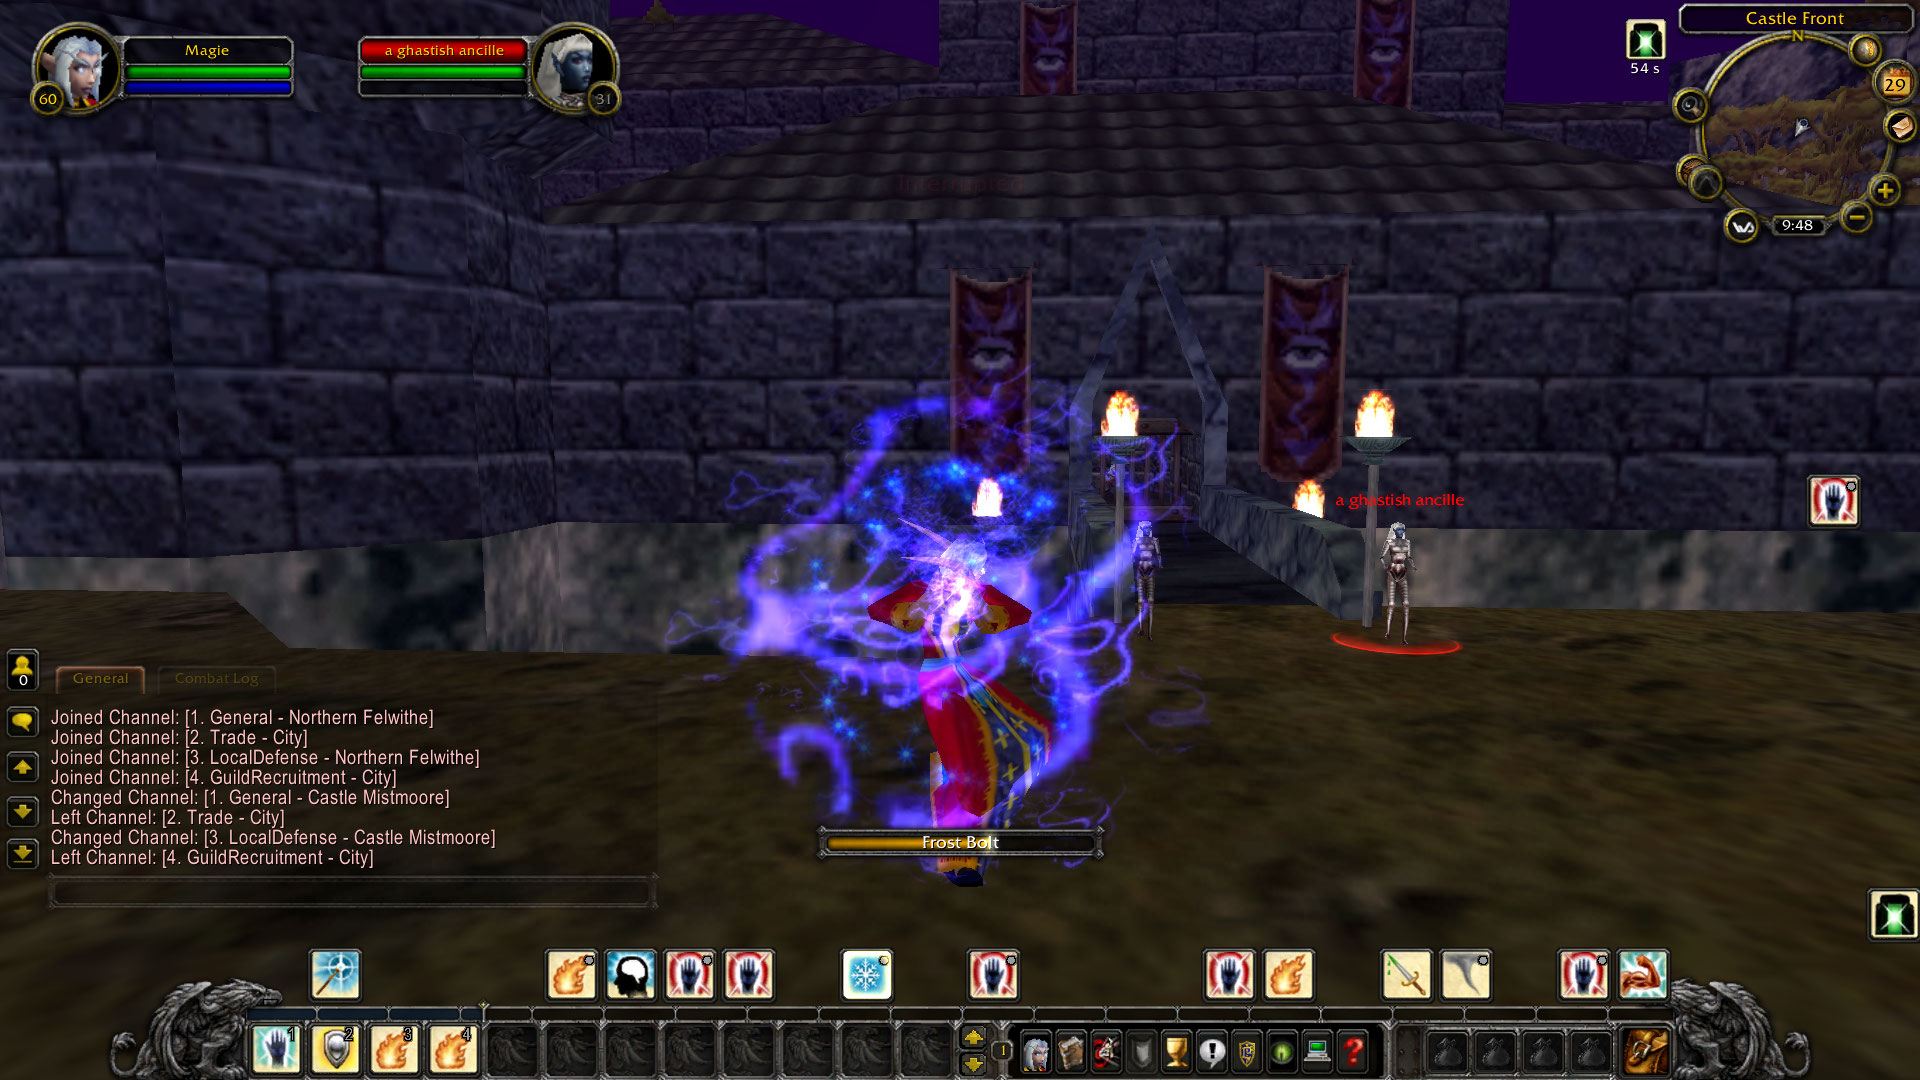 Magie
60
a ghastish ancille
31
54 s
Castle Front
N
29
9:48
Interrupted
a ghastish ancille
0
General
Combat Log
Joined Channel: [1. General - Northern Felwithe]
Joined Channel: [2. Trade - City]
Joined Channel: [3. LocalDefense - Northern Felwithe]
Joined Channel: [4. GuildRecruitment - City]
Changed Channel: [1. General - Castle Mistmoore]
Left Channel: [2. Trade - City]
Changed Channel: [3. LocalDefense - Castle Mistmoore]
Left Channel: [4. GuildRecruitment - City]
Frost Bolt
1
2
3
4
1